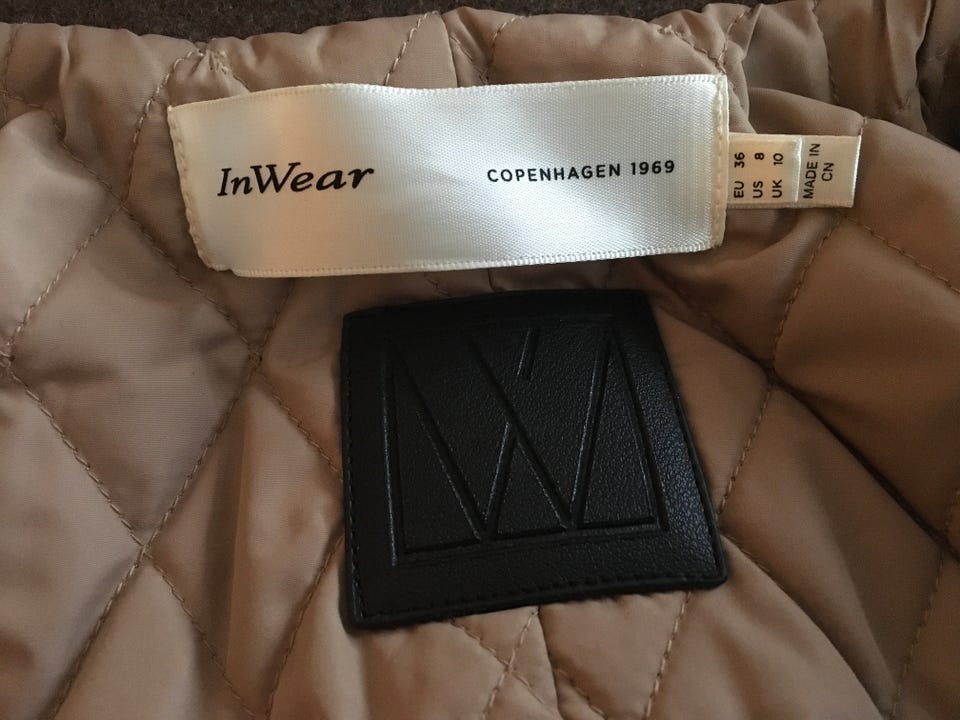 InWear
COPENHAGEN 1969
EU 36
US 8
UK 10
MADE IN
CN
W